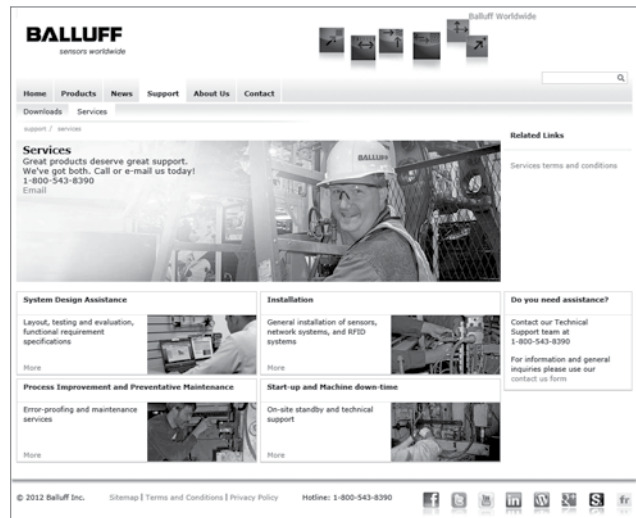 Balluff Worldwide
BALLUFF
sensors worldwide
Home Products News Support About Us Contact
Downloads Services
support / services
Services
Great products deserve great support.
We've got both. Call or e-mail us today!
1-800-543-8390
Email
BALLUFF
Related Links
Services terms and conditions
System Design Assistance
Layout, testing and evaluation,
functional requirement
specifications
More
Installation
General installation of sensors,
network systems, and RFID
systems
More
Do you need assistance?
Contact our Technical
Support team at
1-800-543-8390
For information and general
inquiries please use our
contact us form
Process Improvement and Preventative Maintenance
Error-proofing and maintenance
services
More
Start-up and Machine down-time
On-site standby and technical
support
More
© 2012 Balluff Inc. Sitemap | Terms and Conditions | Privacy Policy Hotline: 1-800-543-8390
f in W S fr